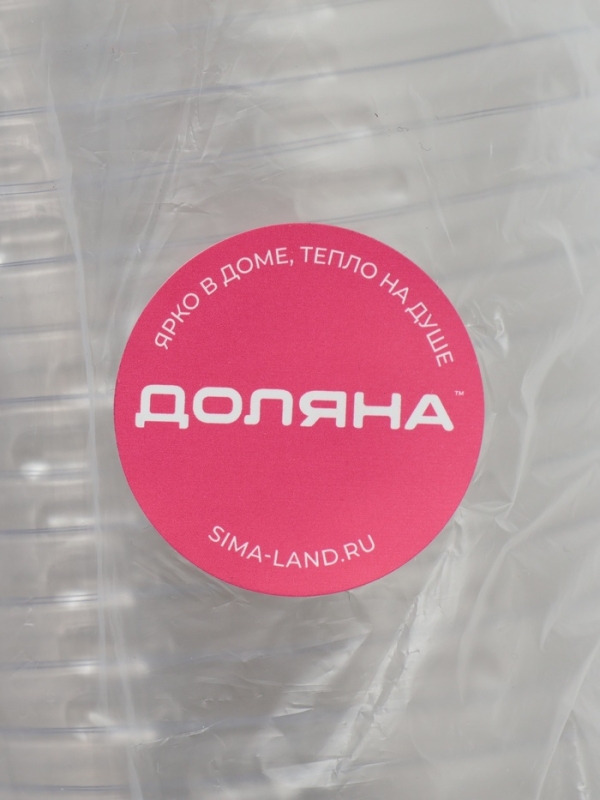 ЯРКО В ДОМЕ, ТЕПЛО НА ДУШЕ
ДОЛЯНА™
SIMA-LAND.RU